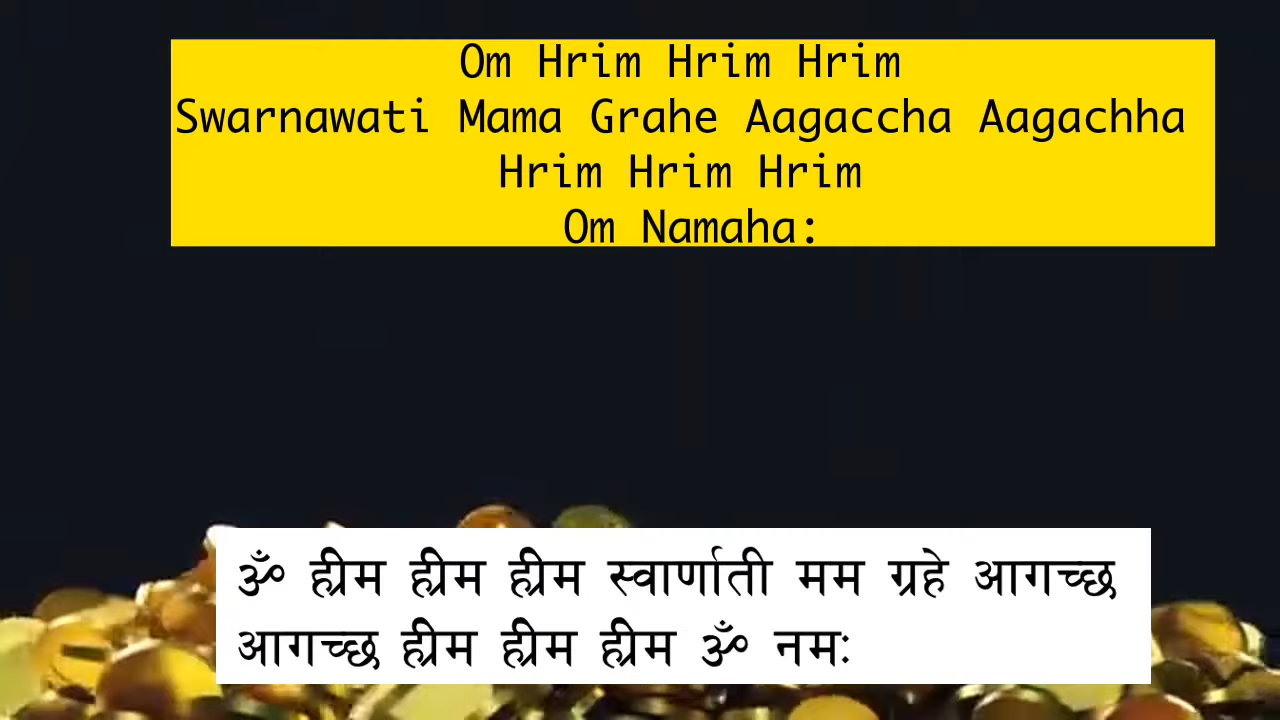 Om Hrim Hrim Hrim
Swarnawati Mama Grahe Aagaccha Aagachha
Hrim Hrim Hrim
Om Namaha:
ॐ ह्रीम ह्रीम ह्रीम स्वार्णाती मम ग्रहे आगच्छ
आगच्छ ह्रीम ह्रीम ह्रीम ॐ नमः